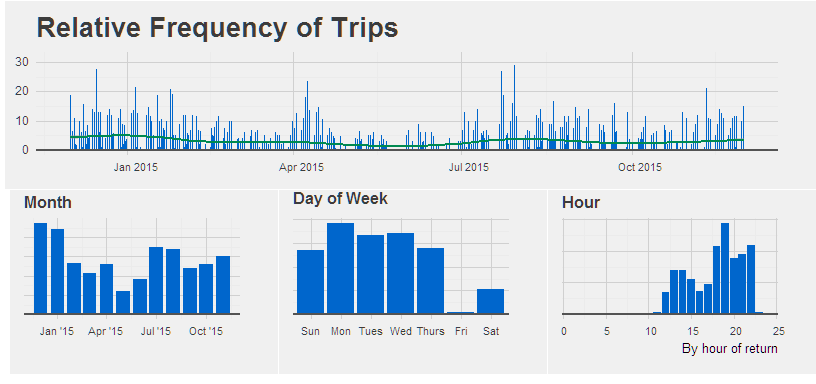 Relative Frequency of Trips
30
20
10
0
Jan 2015 Apr 2015 Jul 2015 Oct 2015
Month
Jan '15 Apr '15 Jul '15 Oct '15
Day of Week
Sun Mon Tues Wed Thurs Fri Sat
Hour
0 5 10 15 20 25
By hour of return